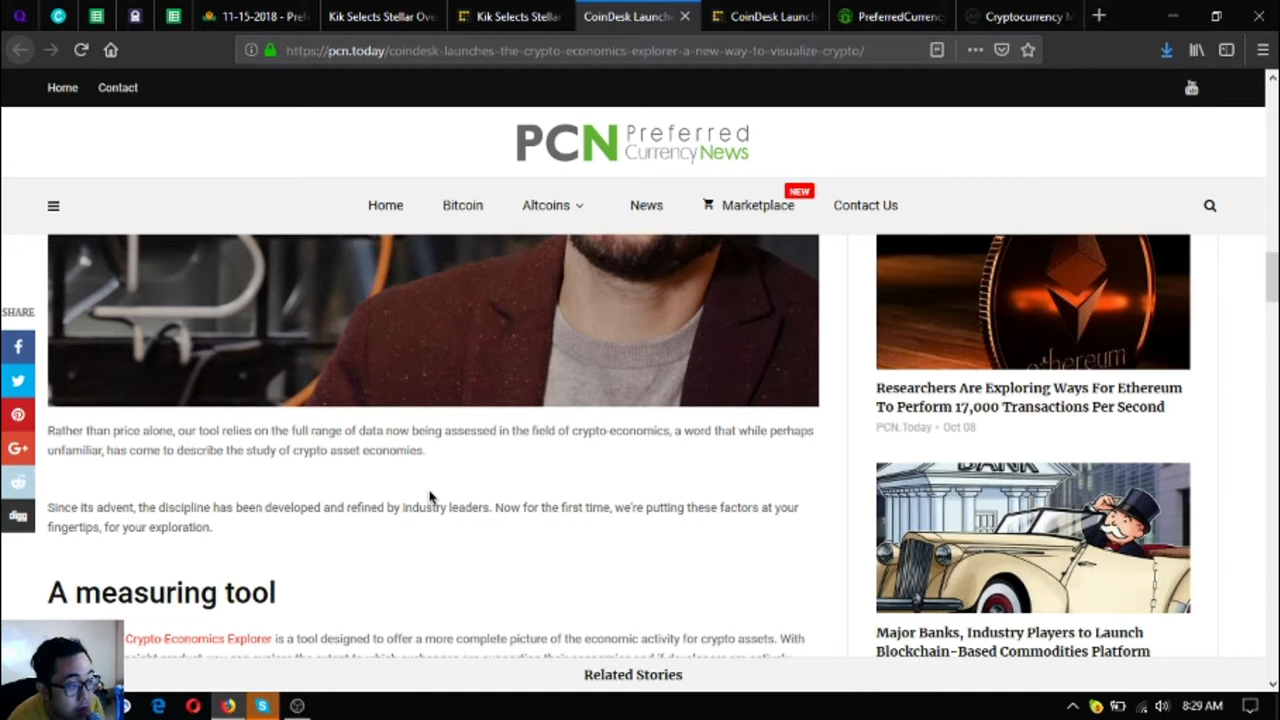 11-15-2018 - Prel
Kik Selects Stellar Ove
Kik Selects Stellar
CoinDesk Launch
CoinDesk Launch
PreferredCurrenc
Cryptocurrency M
https://pcn.today/coindesk-launches-the-crypto-economics-explorer-a-new-way-to-visualize-crypto/
Home Contact
PCN Preferred
Currency News
NEW
Home Bitcoin Altcoins News Marketplace Contact Us
SHARE
ethereum
Researchers Are Exploring Ways For Ethereum
To Perform 17,000 Transactions Per Second
PCN.Today • Oct 08
Rather than price alone, our tool relies on the full range of data now being assessed in the field of crypto-economics, a word that while perhaps
unfamiliar, has come to describe the study of crypto asset economies.
Since its advent, the discipline has been developed and refined by industry leaders. Now for the first time, we're putting these factors at your
fingertips, for your exploration.
digg
BANK
A measuring tool
Crypto-Economics Explorer is a tool designed to offer a more complete picture of the economic activity for crypto assets. With
Major Banks, Industry Players to Launch
Blockchain-Based Commodities Platform
Related Stories
8:29 AM